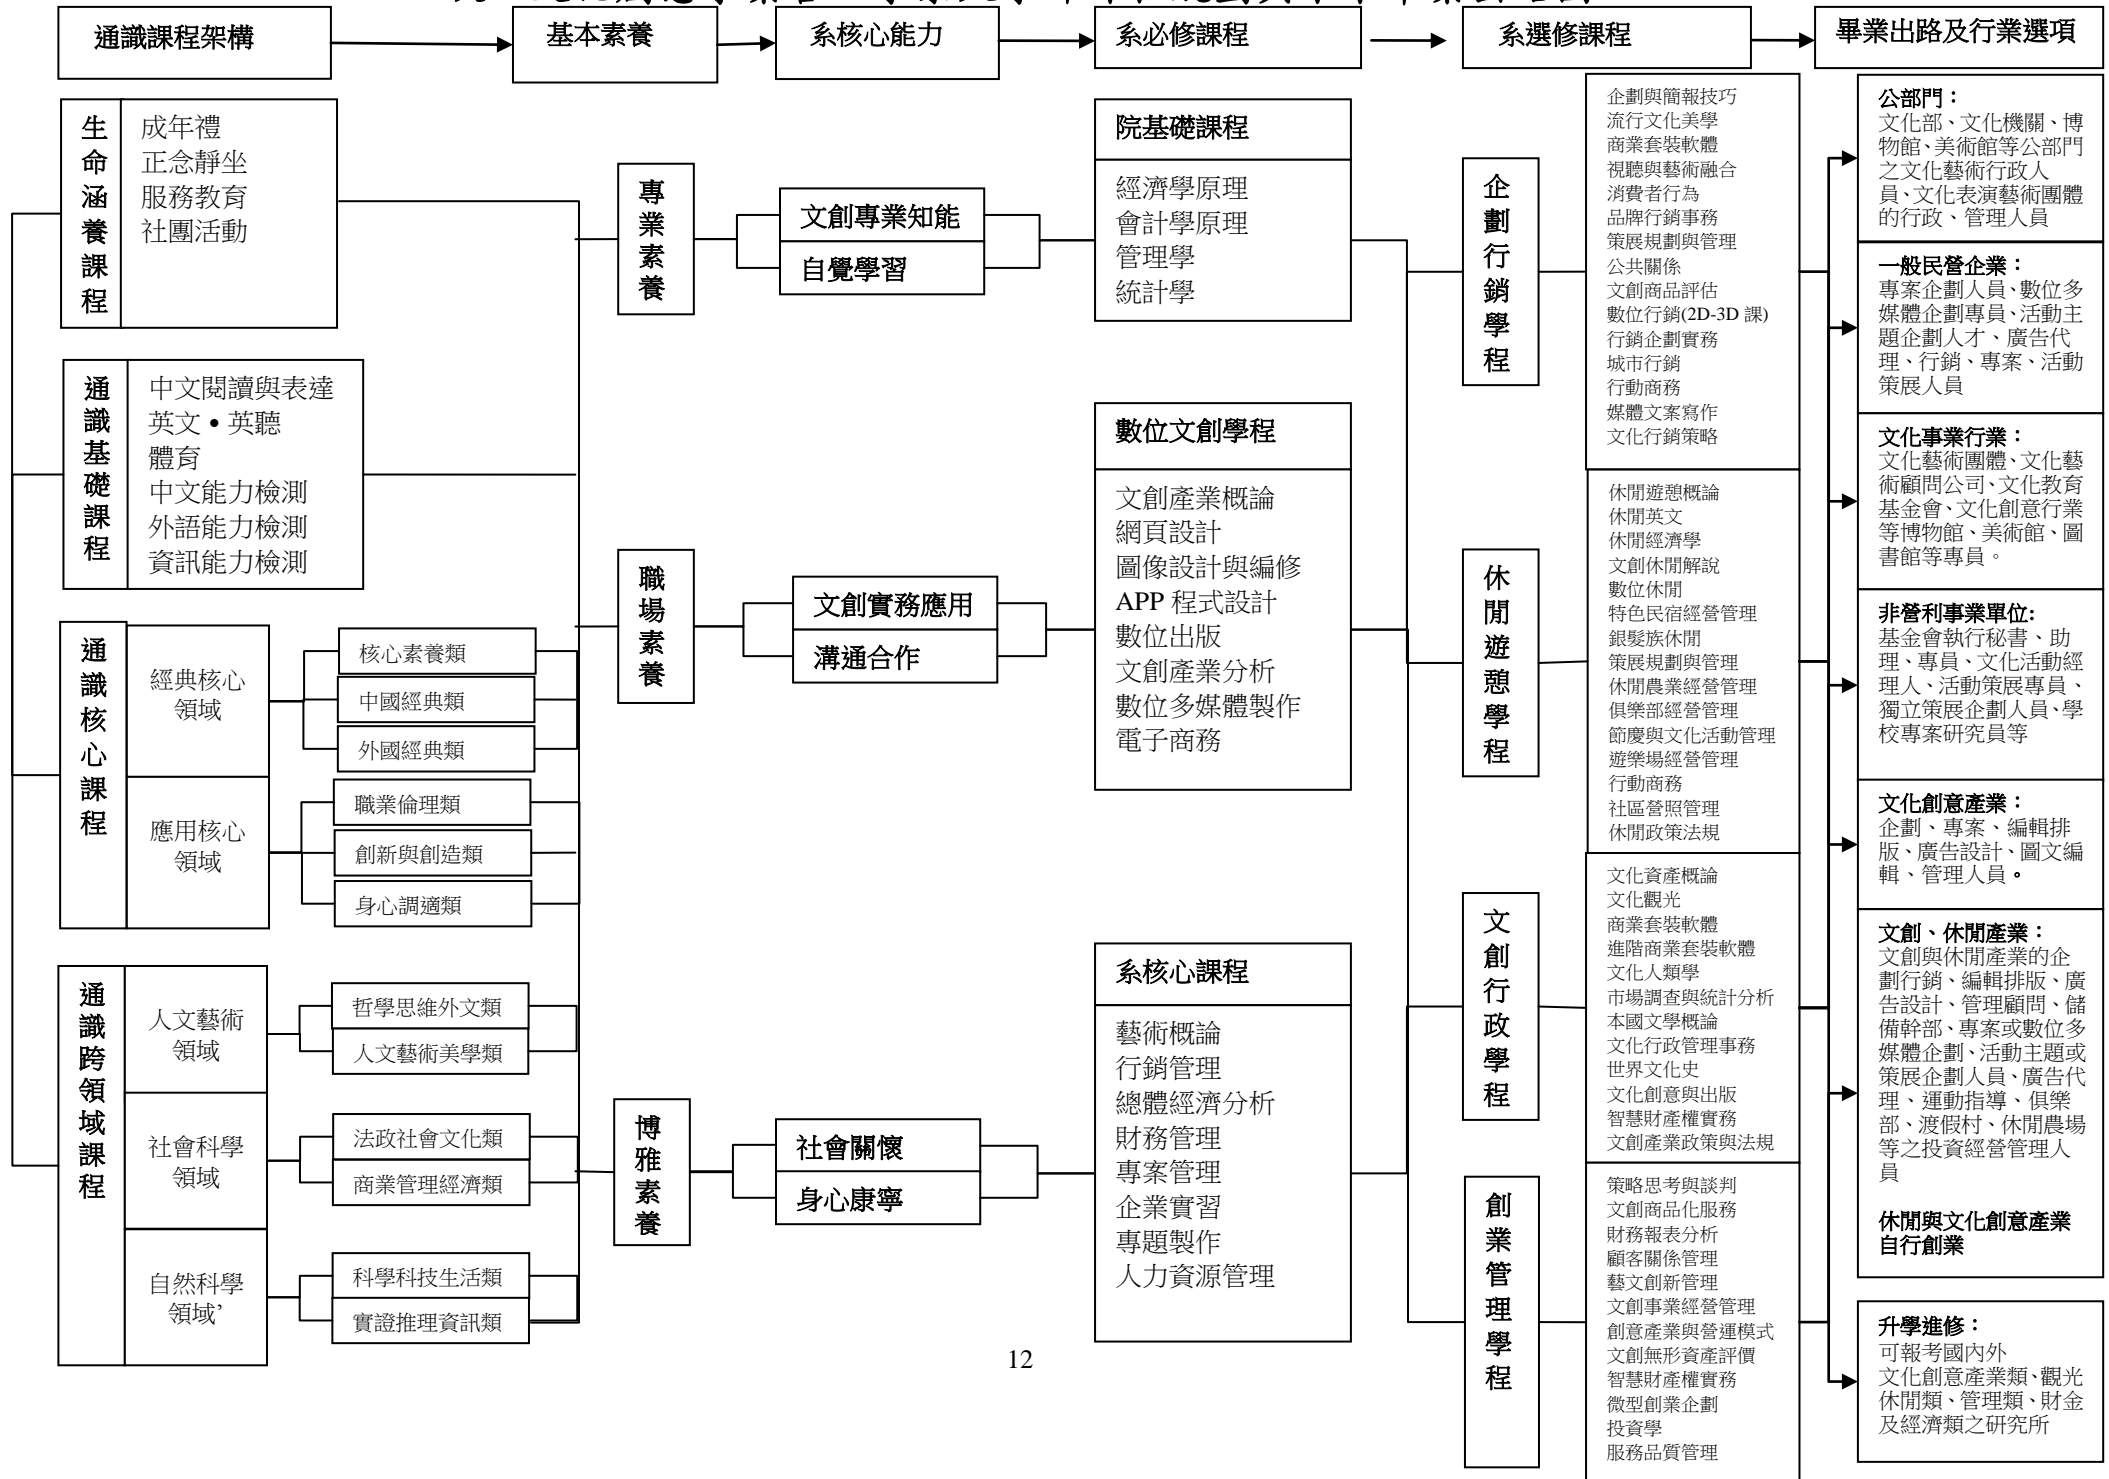 通識課程架構
基本素養
系核心能力
系必修課程
系選修課程
畢業出路及行業選項
生命涵養課程
成年禮
正念靜坐
服務教育
社團活動
通識基礎課程
中文閱讀與表達
英文•英聽
體育
中文能力檢測
外語能力檢測
資訊能力檢測
通識核心課程
經典核心
領域
核心素養類
中國經典類
外國經典類
應用核心
領域
職業倫理類
創新與創造類
身心調適類
通識跨領域課程
人文藝術
領域
哲學思維外文類
人文藝術美學類
社會科學
領域
法政社會文化類
商業管理經濟類
自然科學
領域’
科學科技生活類
實證推理資訊類
專業素養
職場素養
博雅素養
文創專業知能
自覺學習
文創實務應用
溝通合作
社會關懷
身心康寧
院基礎課程
經濟學原理
會計學原理
管理學
統計學
數位文創學程
文創產業概論
網頁設計
圖像設計與編修
APP 程式設計
數位出版
文創產業分析
數位多媒體製作
電子商務
系核心課程
藝術概論
行銷管理
總體經濟分析
財務管理
專案管理
企業實習
專題製作
人力資源管理
企劃行銷學程
企劃與簡報技巧
流行文化美學
商業套裝軟體
視聽與藝術融合
消費者行為
品牌行銷事務
策展規劃與管理
公共關係
文創商品評估
數位行銷(2D-3D 課)
行銷企劃實務
城市行銷
行動商務
媒體文案寫作
文化行銷策略
休閒遊憩學程
休閒遊憩概論
休閒英文
休閒經濟學
文創休閒解說
數位休閒
特色民宿經營管理
銀髮族休閒
策展規劃與管理
休閒農業經營管理
俱樂部經營管理
節慶與文化活動管理
遊樂場經營管理
行動商務
社區營照管理
休閒政策法規
文創行政學程
文化資產概論
文化觀光
商業套裝軟體
進階商業套裝軟體
文化人類學
市場調查與統計分析
本國文學概論
文化行政管理事務
世界文化史
文化創意與出版
智慧財產權實務
文創產業政策與法規
創業管理學程
策略思考與談判
文創商品化服務
財務報表分析
顧客關係管理
藝文創新管理
文創事業經營管理
創意產業與營運模式
文創無形資產評價
智慧財產權實務
微型創業企劃
投資學
服務品質管理
公部門：
文化部、文化機關、博
物館、美術館等公部門
之文化藝術行政人
員、文化表演藝術團體
的行政、管理人員
一般民營企業：
專案企劃人員、數位多
媒體企劃專員、活動主
題企劃人才、廣告代
理、行銷、專案、活動
策展人員
文化事業行業：
文化藝術團體、文化藝
術顧問公司、文化教育
基金會、文化創意行業
等博物館、美術館、圖
書館等專員。
非營利事業單位:
基金會執行秘書、助
理、專員、文化活動經
理人、活動策展專員、
獨立策展企劃人員、學
校專案研究員等
文化創意產業：
企劃、專案、編輯排
版、廣告設計、圖文編
輯、管理人員。
文創、休閒產業：
文創與休閒產業的企
劃行銷、編輯排版、廣
告設計、管理顧問、儲
備幹部、專案或數位多
媒體企劃、活動主題或
策展企劃人員、廣告代
理、運動指導、俱樂
部、渡假村、休閒農場
等之投資經營管理人
員
休閒與文化創意產業
自行創業
升學進修：
可報考國內外
文化創意產業類、觀光
休閒類、管理類、財金
及經濟類之研究所
12